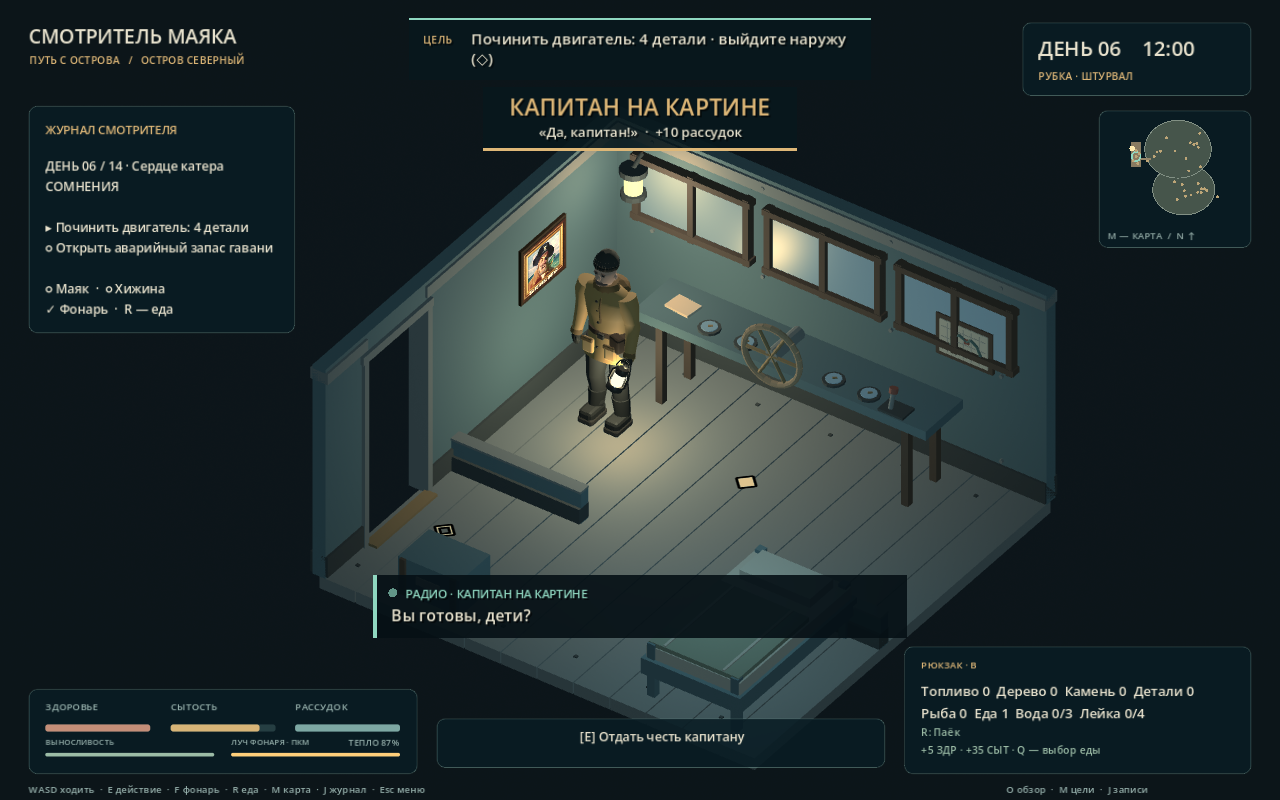 СМОТРИТЕЛЬ МАЯКА
ПУТЬ С ОСТРОВА / ОСТРОВ СЕВЕРНЫЙ
ЦЕЛЬ Починить двигатель: 4 детали · выйдите наружу
(◇)
ДЕНЬ 06 12:00
РУБКА · ШТУРВАЛ
КАПИТАН НА КАРТИНЕ
«Да, капитан!» · +10 рассудок
ЖУРНАЛ СМОТРИТЕЛЯ
ДЕНЬ 06 / 14 · Сердце катера
СОМНЕНИЯ
▸ Починить двигатель: 4 детали
○ Открыть аварийный запас гавани
○ Маяк · ○ Хижина
✓ Фонарь · R — еда
M — КАРТА / N ↑
РАДИО · КАПИТАН НА КАРТИНЕ
Вы готовы, дети?
ЗДОРОВЬЕ СЫТОСТЬ РАССУДОК
ВЫНОСЛИВОСТЬ ЛУЧ ФОНАРЯ · ПКМ ТЕПЛО 87%
[E] Отдать честь капитану
РЮКЗАК · B
Топливо 0 Дерево 0 Камень 0 Детали 0
Рыба 0 Еда 1 Вода 0/3 Лейка 0/4
R: Паёк
+5 ЗДР · +35 СЫТ · Q — выбор еды
WASD ходить · E действие · F фонарь · R еда · M карта · J журнал · Esc меню
O обзор · M цели · J записи